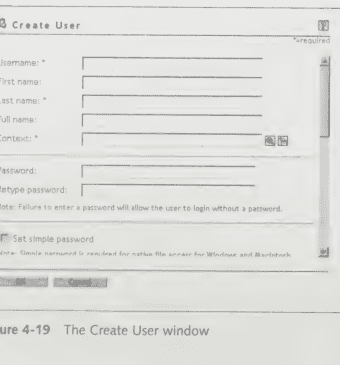 Create User
*=required
Username: *
First name:
Last name: *
Full name:
Context: *
Password:
Retype password:
Note: Failure to enter a password will allow the user to login without a password.
Set simple password
Note: Simple password is required for native file access for Windows and Macintosh
Cancel
ure 4-19 The Create User window